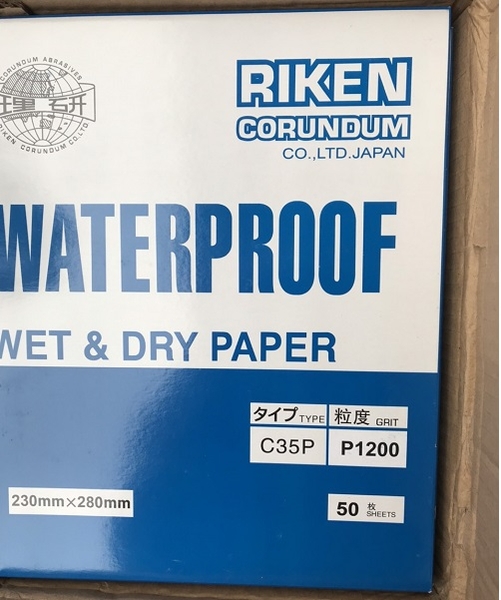 CORUNDUM ABRASIVES
理研
RIKEN CORUNDUM CO.,LTD.
RIKEN
CORUNDUM
CO.,LTD.JAPAN
WATERPROOF
WET & DRY PAPER
タイプ TYPE 粒度 GRIT
C35P P1200
230mm×280mm
50 枚 SHEETS